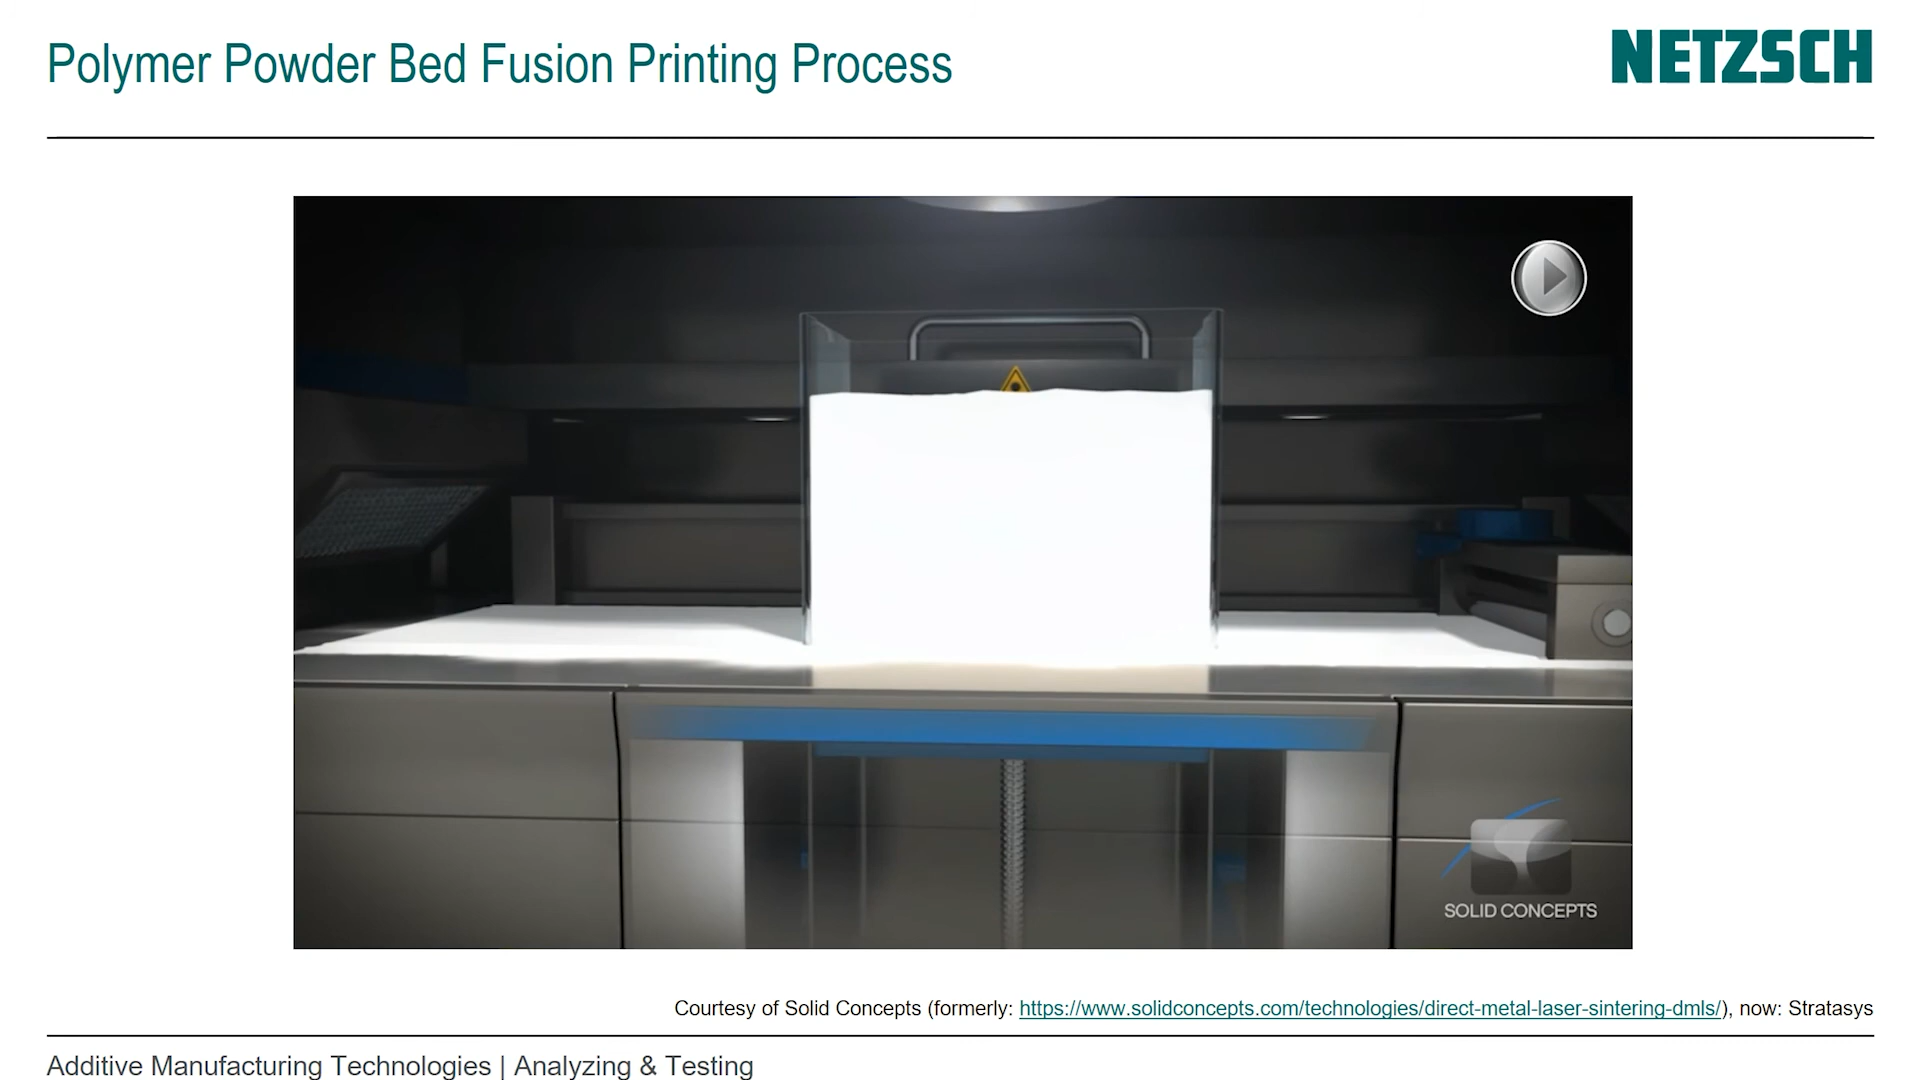 Polymer Powder Bed Fusion Printing Process
NETZSCH
SOLID CONCEPTS
Courtesy of Solid Concepts (formerly: https://www.solidconcepts.com/technologies/direct-metal-laser-sintering-dmls/), now: Stratasys
Additive Manufacturing Technologies | Analyzing & Testing